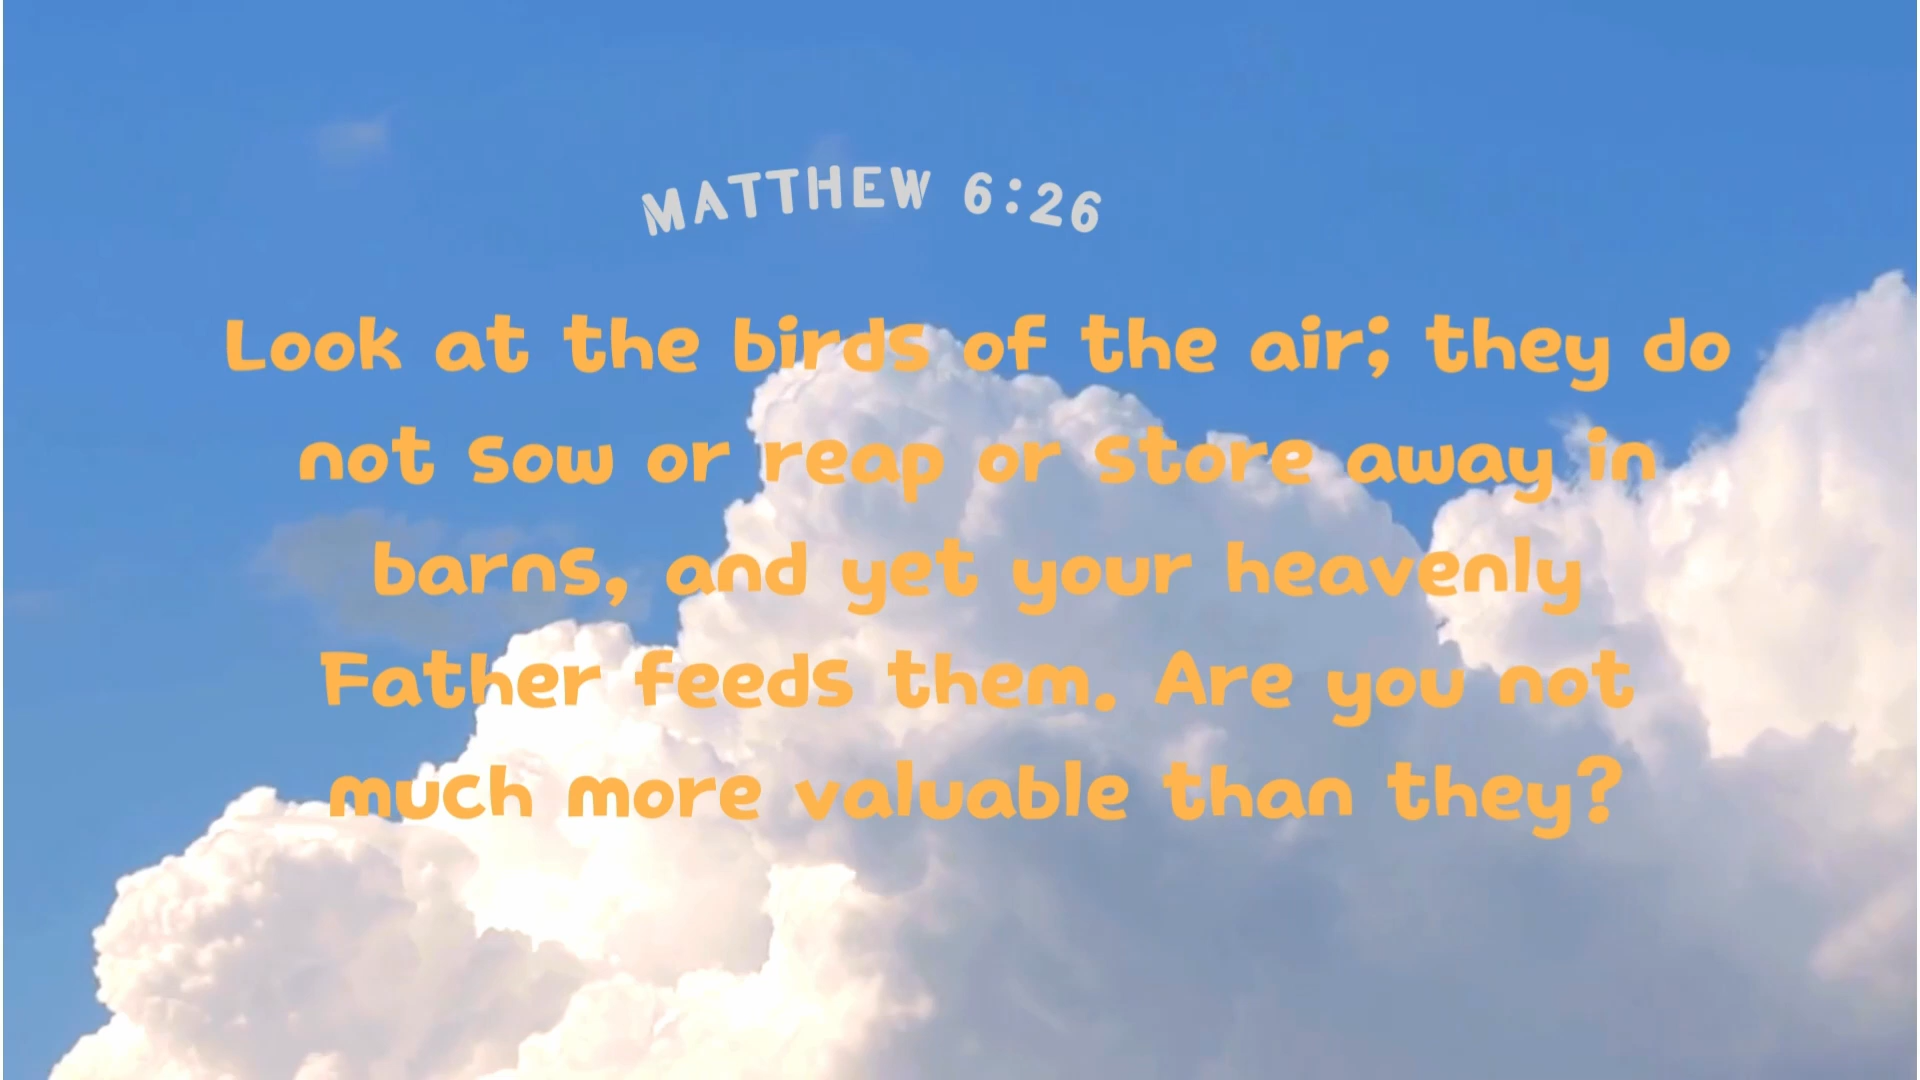 MATTHEW 6:26
Look at the birds of the air; they do
not sow or reap or store away in
barns, and yet your heavenly
Father feeds them. Are you not
much more valuable than they?